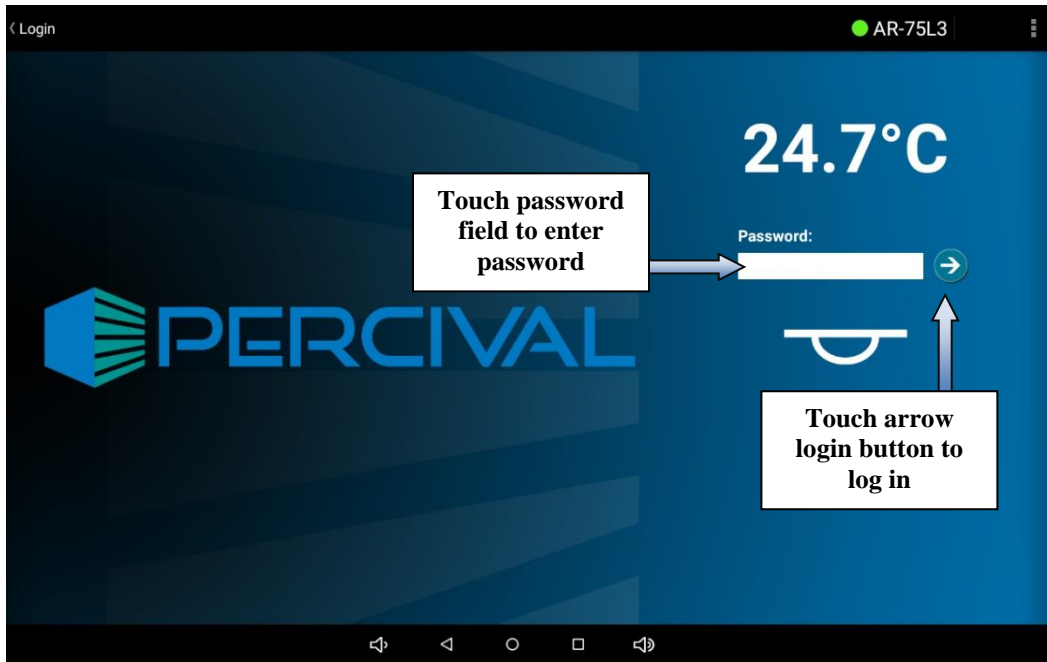 Login
AR-75L3
24.7°C
Touch password
field to enter
password
Password:
PERCIVAL
Touch arrow
login button to
log in